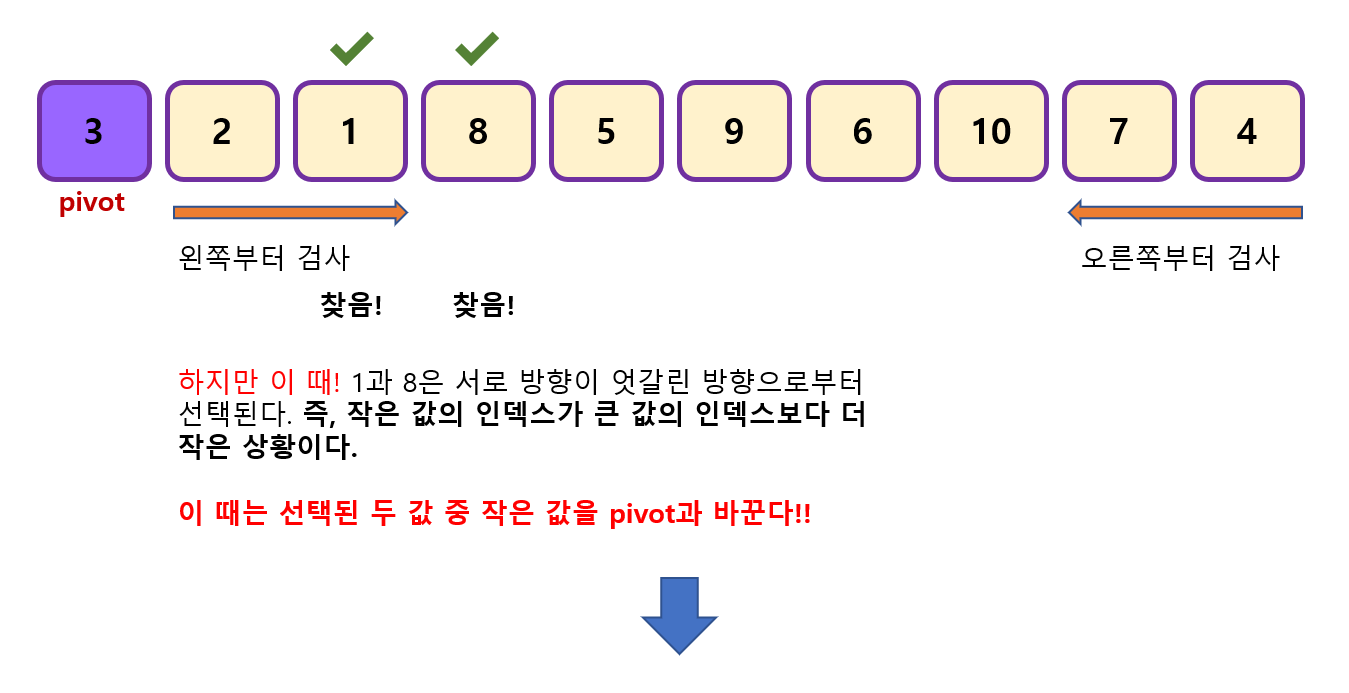 3 2 1 8 5 9 6 10 7 4
pivot
왼쪽부터 검사 오른쪽부터 검사
찾음! 찾음!
하지만 이 때! 1과 8은 서로 방향이 엇갈린 방향으로부터
선택된다. 즉, 작은 값의 인덱스가 큰 값의 인덱스보다 더
작은 상황이다.
이 때는 선택된 두 값 중 작은 값을 pivot과 바꾼다!!